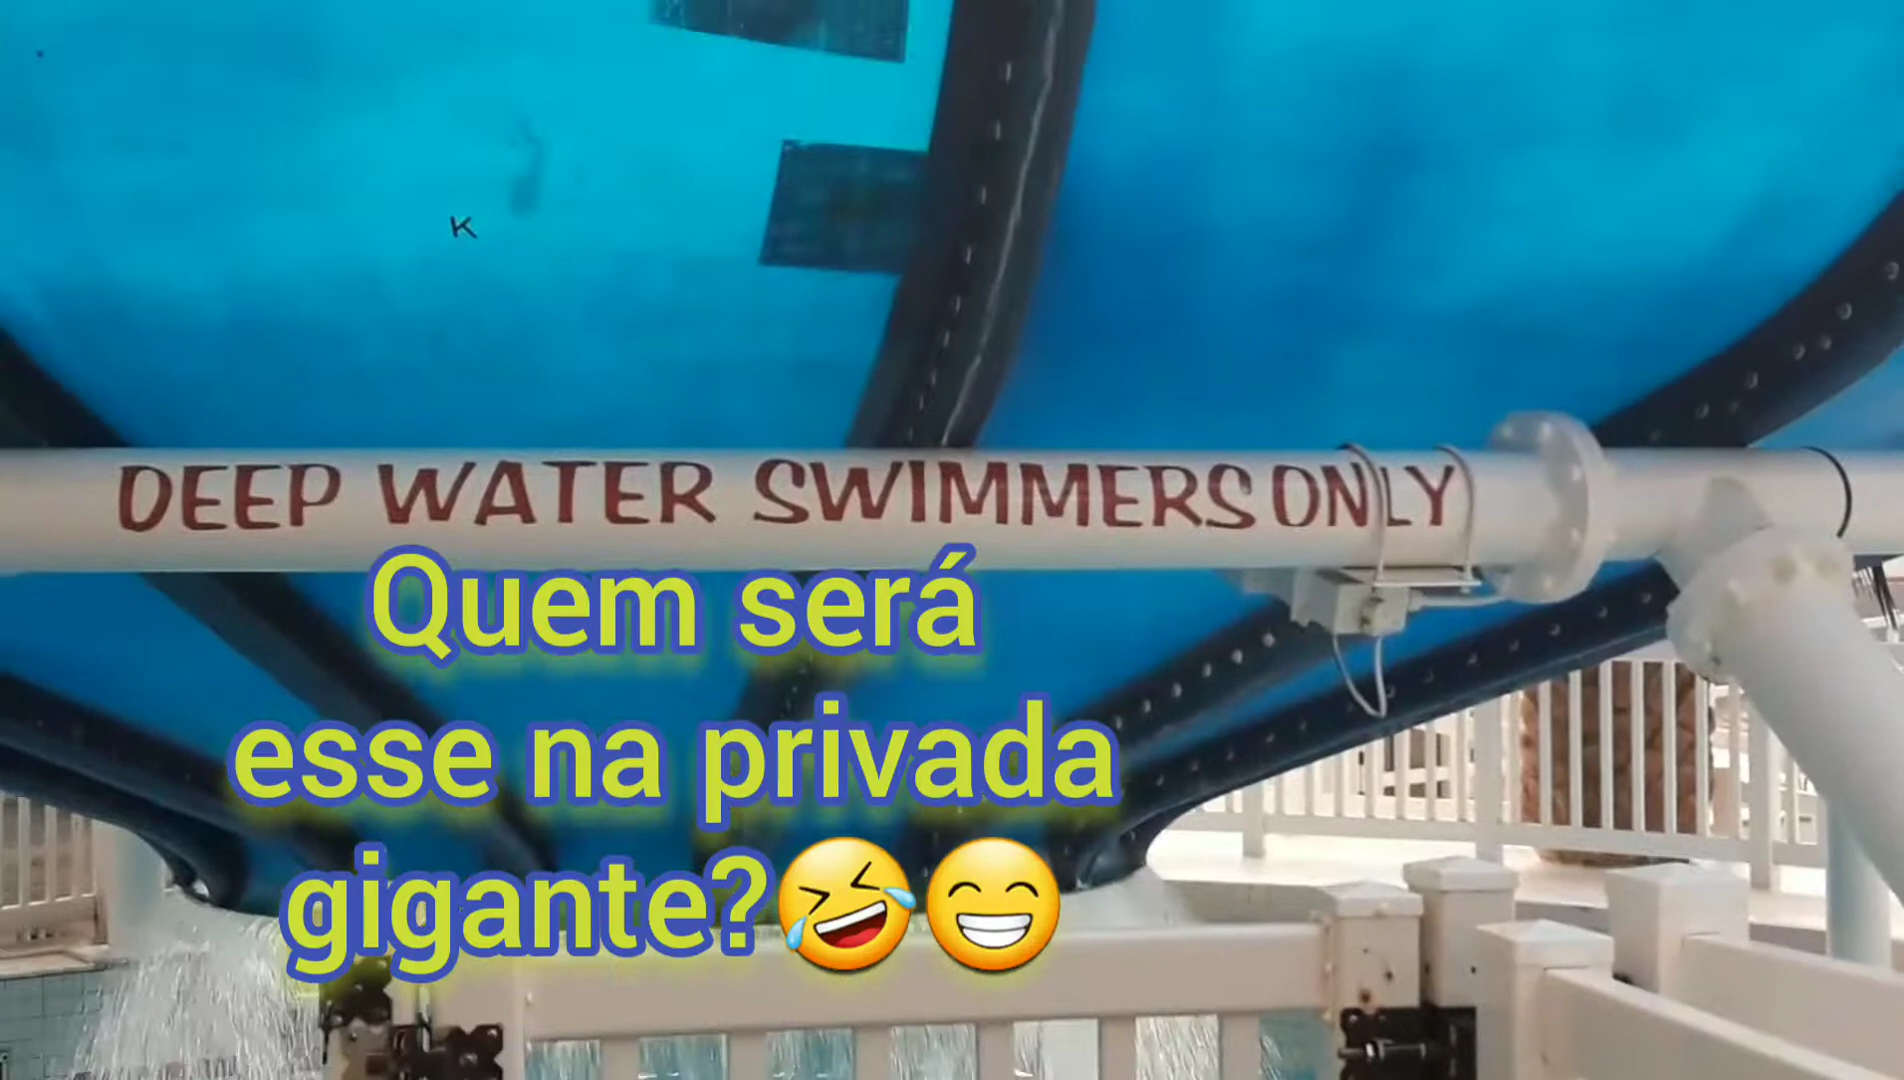 K
DEEP WATER SWIMMERS ONLY
Quem será
esse na privada
gigante?🤣😁